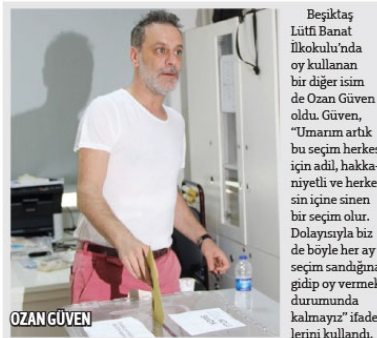 Beşiktaş
Lütfi Banat
İlkokulu'nda
oy kullanan
bir diğer isim
de Ozan Güven
oldu. Güven,
"Umarım artık
bu seçim herkes
için adil, hakka-
niyetli ve herke
sin içine sinen
bir seçim olur.
Dolayısıyla biz
de böyle her ay
seçim sandığına
gidip oy vermek
durumunda
kalmayız" ifade
lerini kullandı.
OZAN GÜVEN